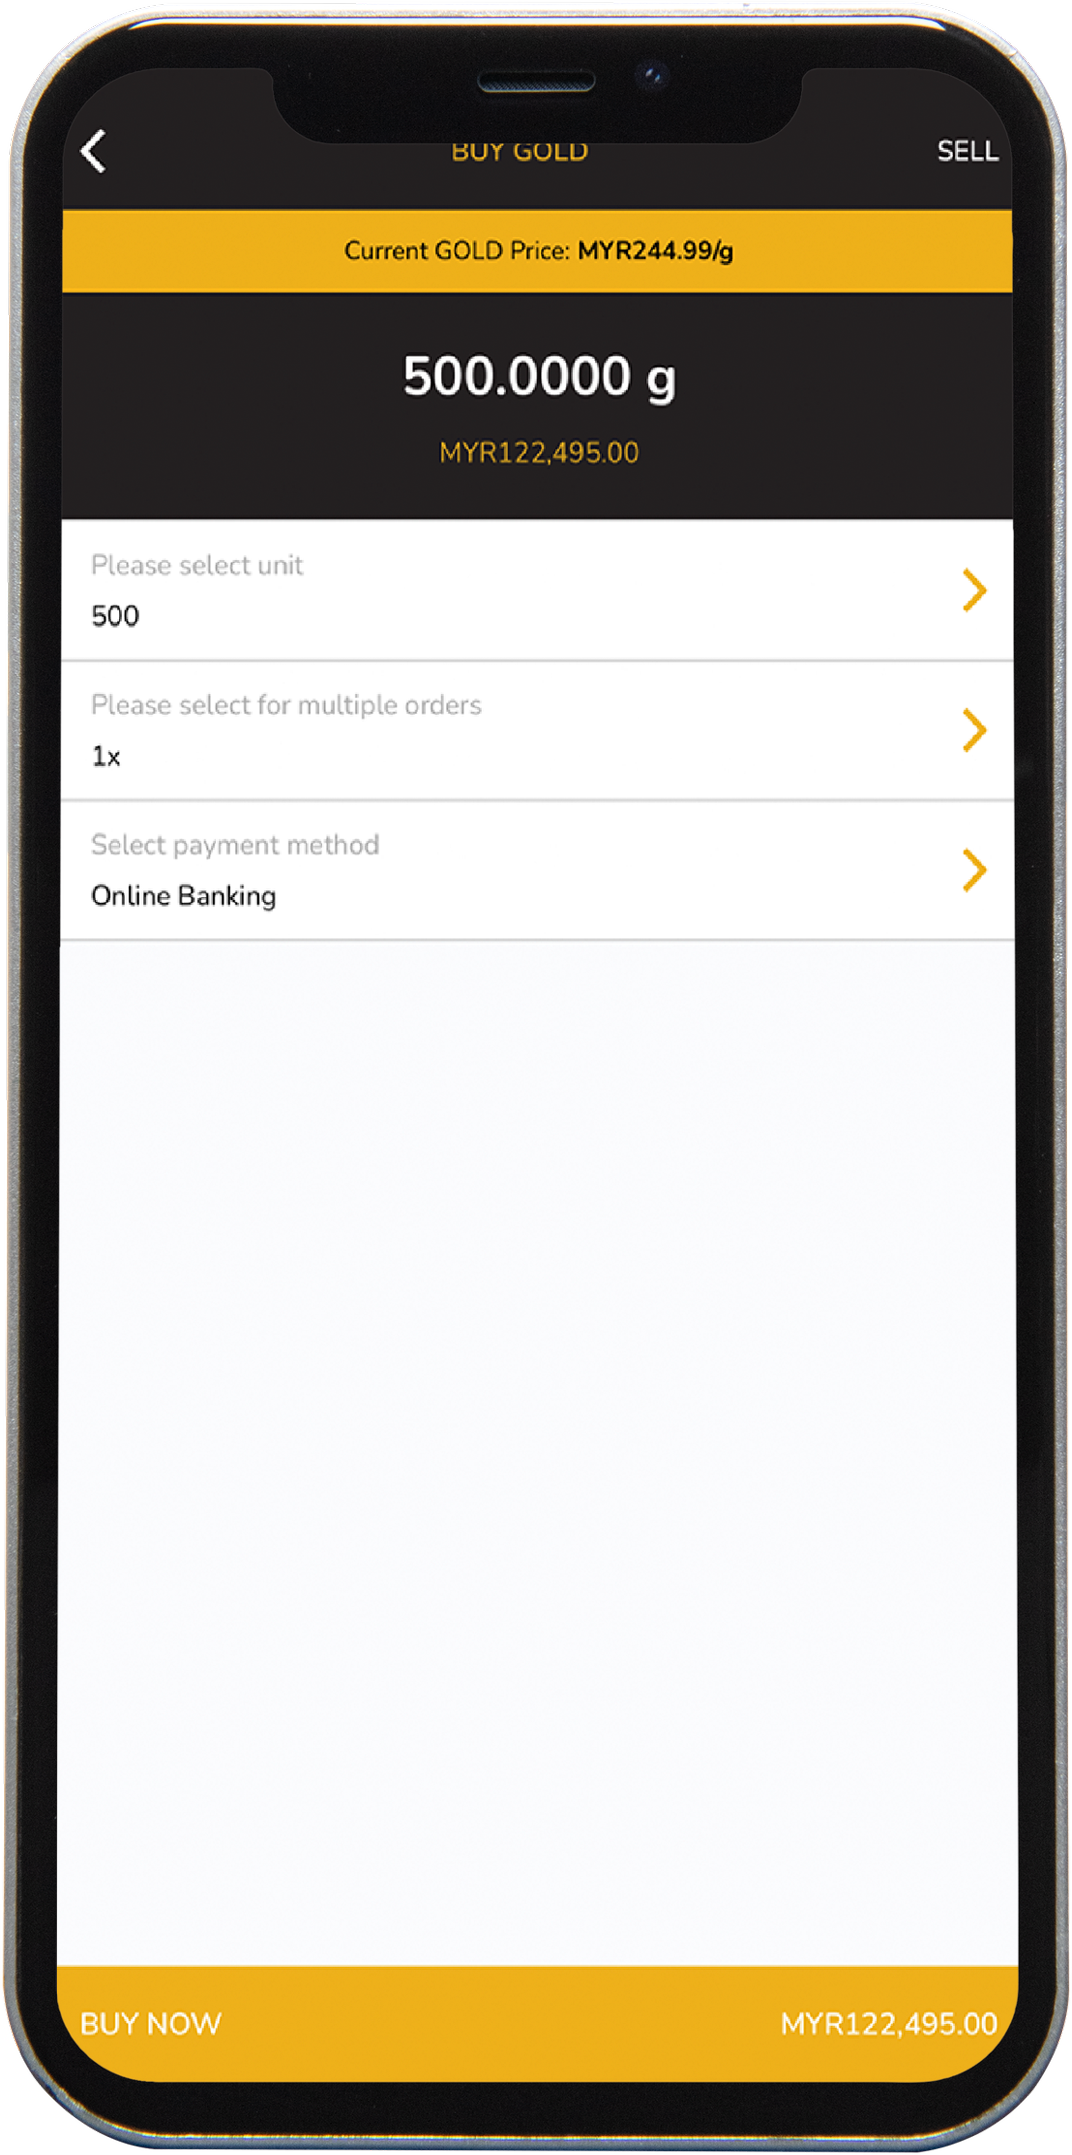 BUY GOLD
SELL
Current GOLD Price: MYR244.99/g
500.0000 g
MYR122,495.00
Please select unit
500
Please select for multiple orders
1x
Select payment method
Online Banking
BUY NOW
MYR122,495.00